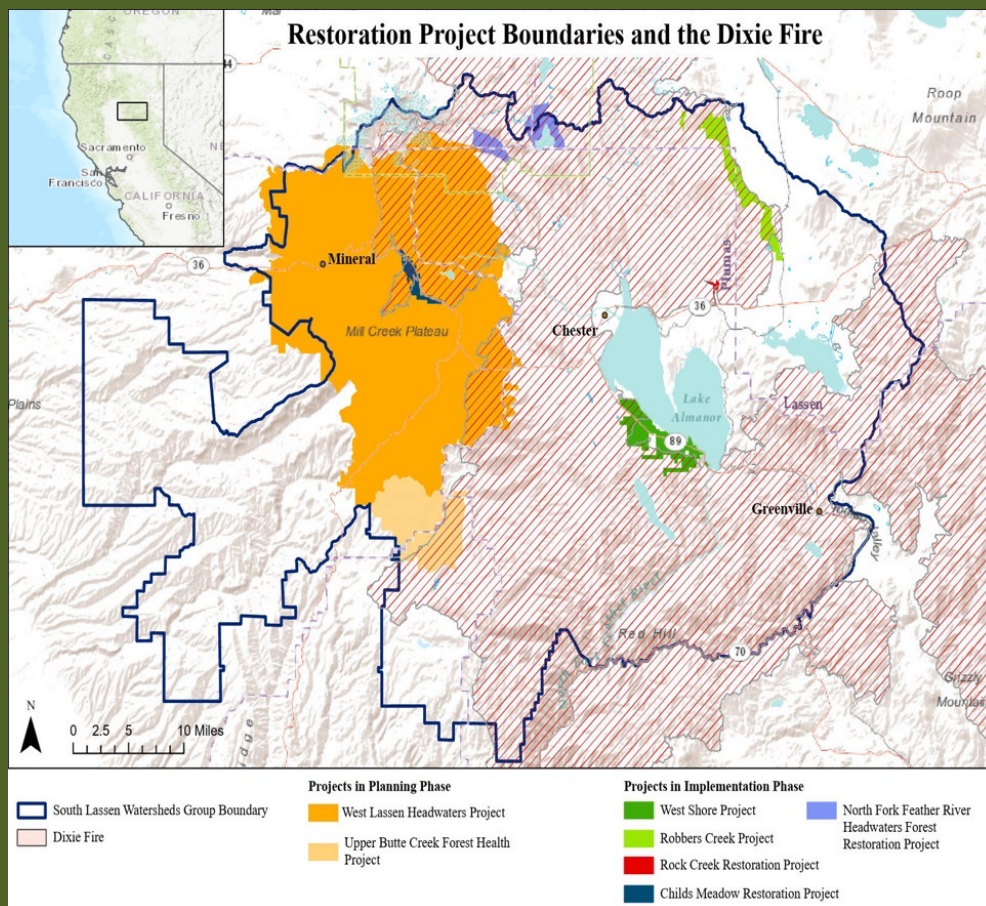 Restoration Project Boundaries and the Dixie Fire
OREGON
Sacramento
San
Francisco
CALIFORNIA
Fresno
44
Roop
Mountain
36
Mineral
Mill Creek Plateau
Plumas
36
Chester
Lake
Almanor
Lassen
Plains
89
Greenville
Valley
Red Hill
70
Grizzly
N
0 2.5 5 10 Miles
South Lassen Watersheds Group Boundary
Dixie Fire
Projects in Planning Phase
West Lassen Headwaters Project
Upper Butte Creek Forest Health
Project
Projects in Implementation Phase
West Shore Project
Robbers Creek Project
Rock Creek Restoration Project
Childs Meadow Restoration Project
North Fork Feather River
Headwaters Forest
Restoration Project